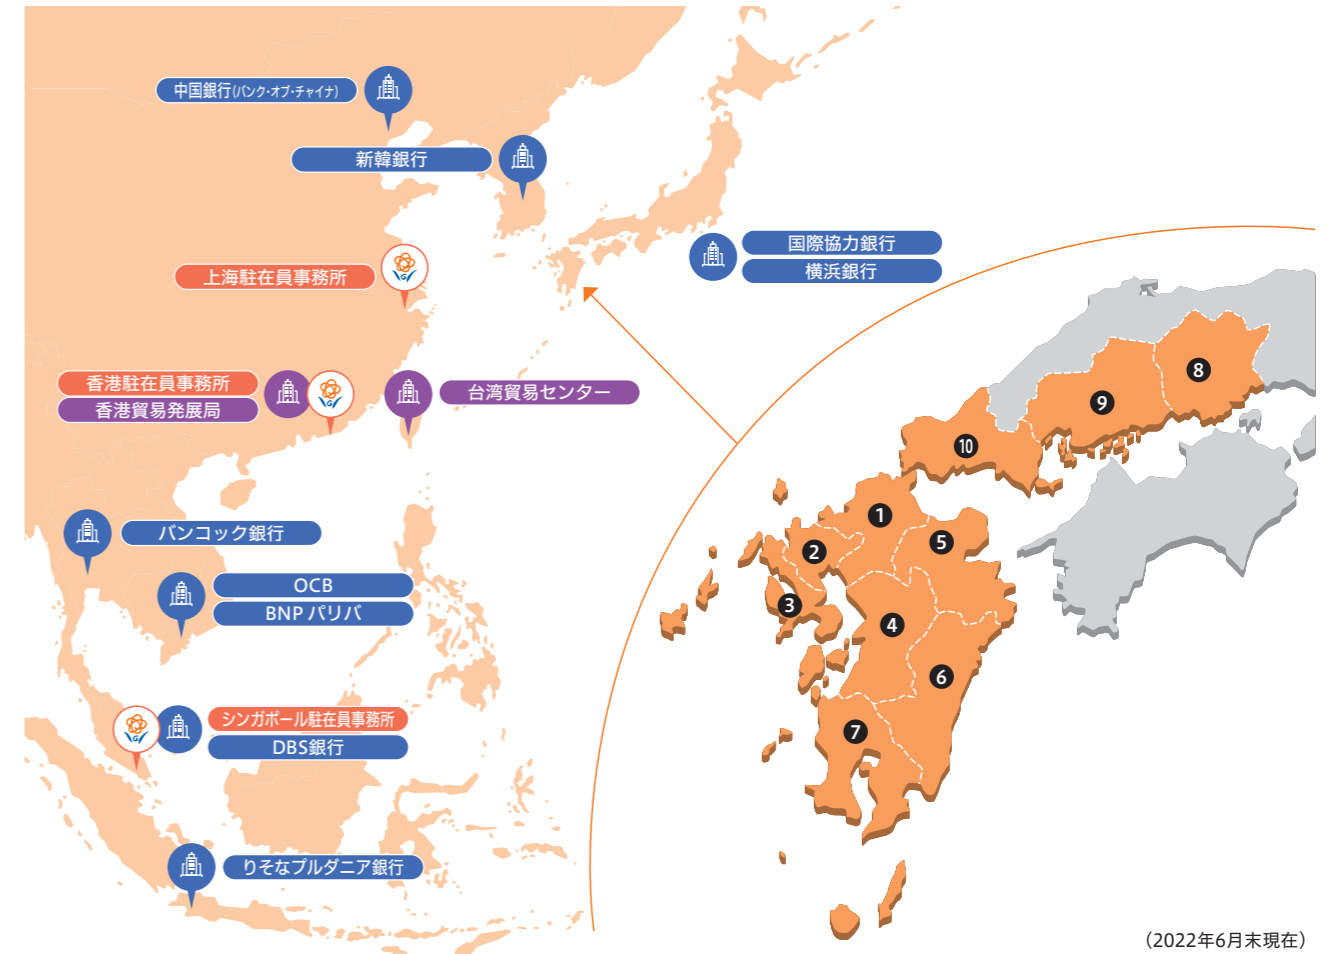 中国銀行(バンク・オブ・チャイナ)
新韓銀行
国際協力銀行
横浜銀行
上海駐在員事務所
香港駐在員事務所
香港貿易発展局
台湾貿易センター
バンコック銀行
OCB
BNPパリバ
シンガポール駐在員事務所
DBS銀行
りそなプルダニア銀行
8
9
10
1
5
2
3
4
6
7
(2022年6月末現在)